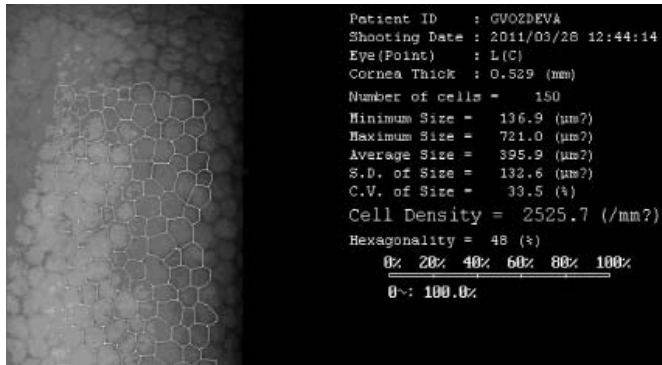 Patient ID : GVOZDEVA
Shooting Date : 2011/03/28 12:44:14
Eye(Point) : L(C)
Cornea Thick : 0.529 (mm)
Number of cells = 150
Minimum Size = 136.9 (μm?)
Maximum Size = 721.0 (μm?)
Average Size = 395.9 (μm?)
S.D. of Size = 132.6 (μm?)
C.V. of Size = 33.5 (%)
Cell Density = 2525.7 (/mm?)
Hexagonality = 48 (%)
0% 20% 40% 60% 80% 100%
0~: 100.0%